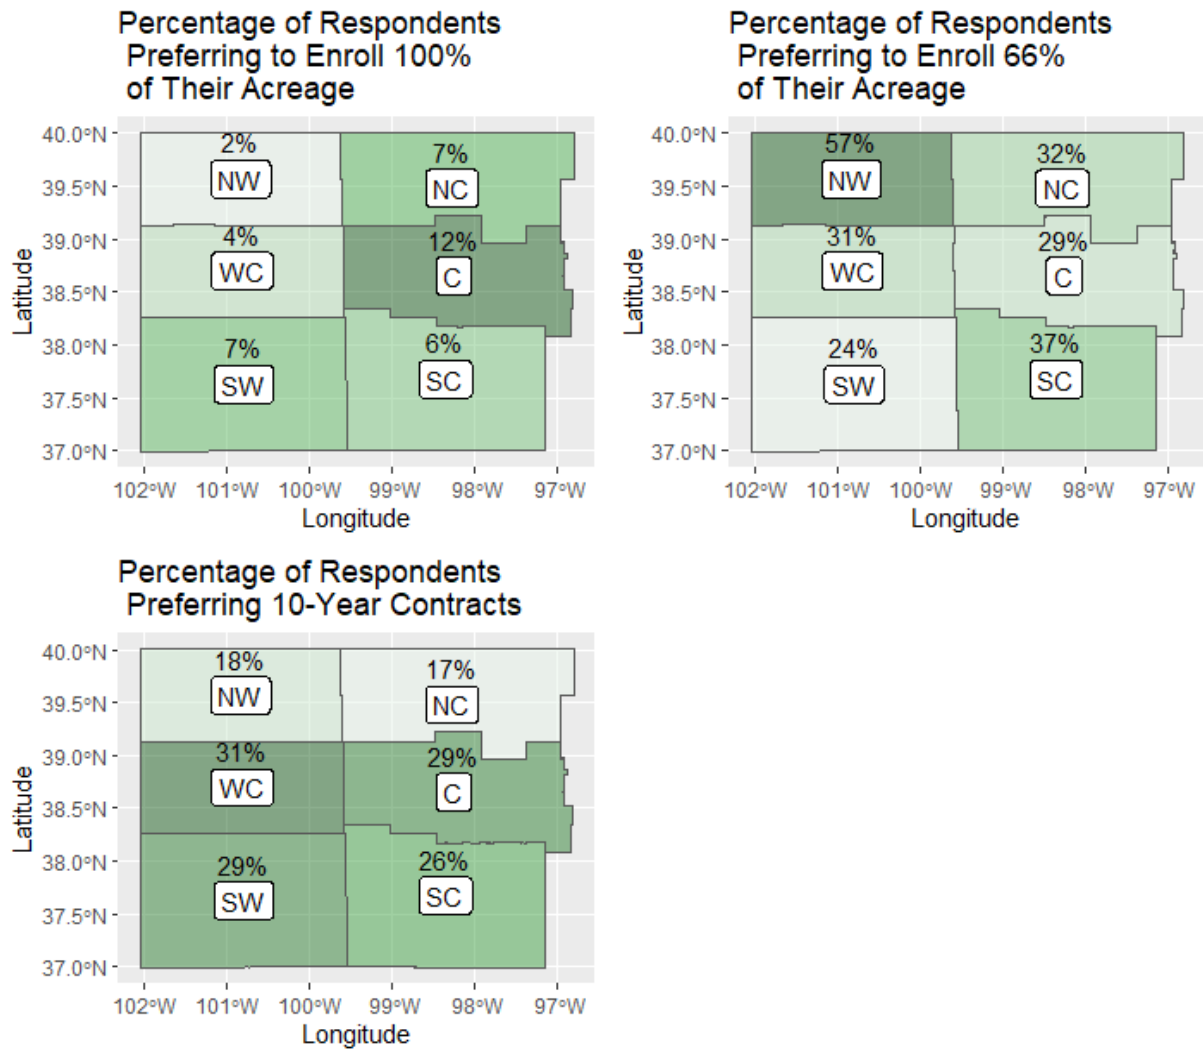 Percentage of Respondents
Preferring to Enroll 100%
of Their Acreage
Latitude
40.0°N
39.5°N
39.0°N
38.5°N
38.0°N
37.5°N
37.0°N
2%
NW
7%
NC
4%
WC
12%
C
7%
SW
6%
SC
102°W 101°W 100°W 99°W 98°W 97°W
Longitude
Percentage of Respondents
Preferring to Enroll 66%
of Their Acreage
Latitude
40.0°N
39.5°N
39.0°N
38.5°N
38.0°N
37.5°N
37.0°N
57%
NW
32%
NC
31%
WC
29%
C
24%
SW
37%
SC
102°W 101°W 100°W 99°W 98°W 97°W
Longitude
Percentage of Respondents
Preferring 10-Year Contracts
Latitude
40.0°N
39.5°N
39.0°N
38.5°N
38.0°N
37.5°N
37.0°N
18%
NW
17%
NC
31%
WC
29%
C
29%
SW
26%
SC
102°W 101°W 100°W 99°W 98°W 97°W
Longitude